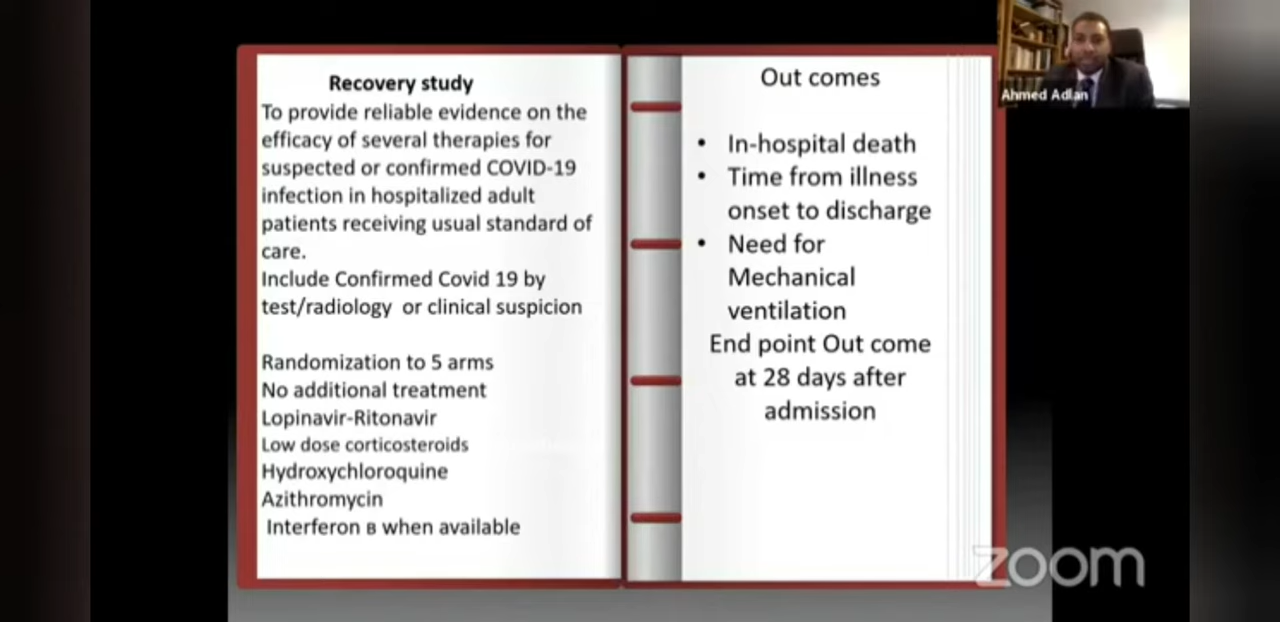 Recovery study
To provide reliable evidence on the
efficacy of several therapies for
suspected or confirmed COVID-19
infection in hospitalized adult
patients receiving usual standard of
care.
Include Confirmed Covid 19 by
test/radiology or clinical suspicion
Randomization to 5 arms
No additional treatment
Lopinavir-Ritonavir
Low dose corticosteroids
Hydroxychloroquine
Azithromycin
Interferon в when available
Out comes
• In-hospital death
• Time from illness
onset to discharge
• Need for
Mechanical
ventilation
End point Out come
at 28 days after
admission
Ahmed Adlan
zoom